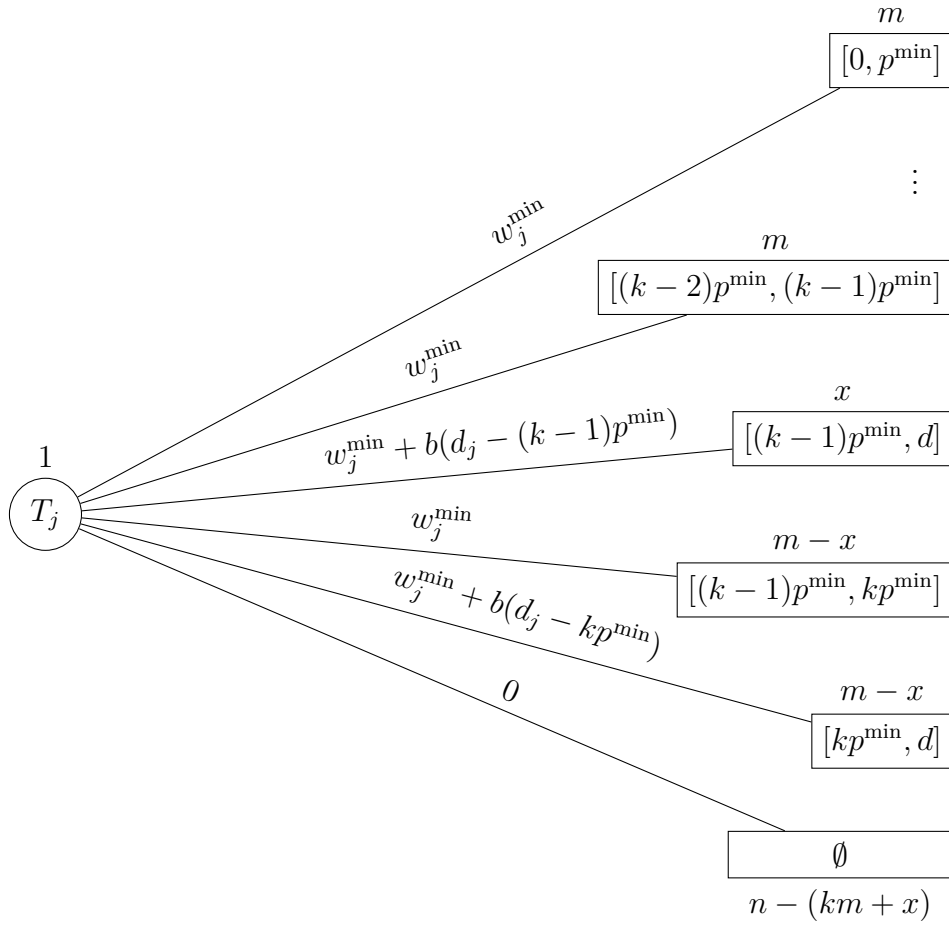 m
[0, p^min]
⋮
w_j^min
m
[(k − 2)p^min, (k − 1)p^min]
w_j^min
x
[(k − 1)p^min, d]
w_j^min + b(d_j − (k − 1)p^min)
1
T_j
w_j^min
m − x
[(k − 1)p^min, kp^min]
w_j^min + b(d_j − kp^min)
m − x
[kp^min, d]
0
∅
n − (km + x)